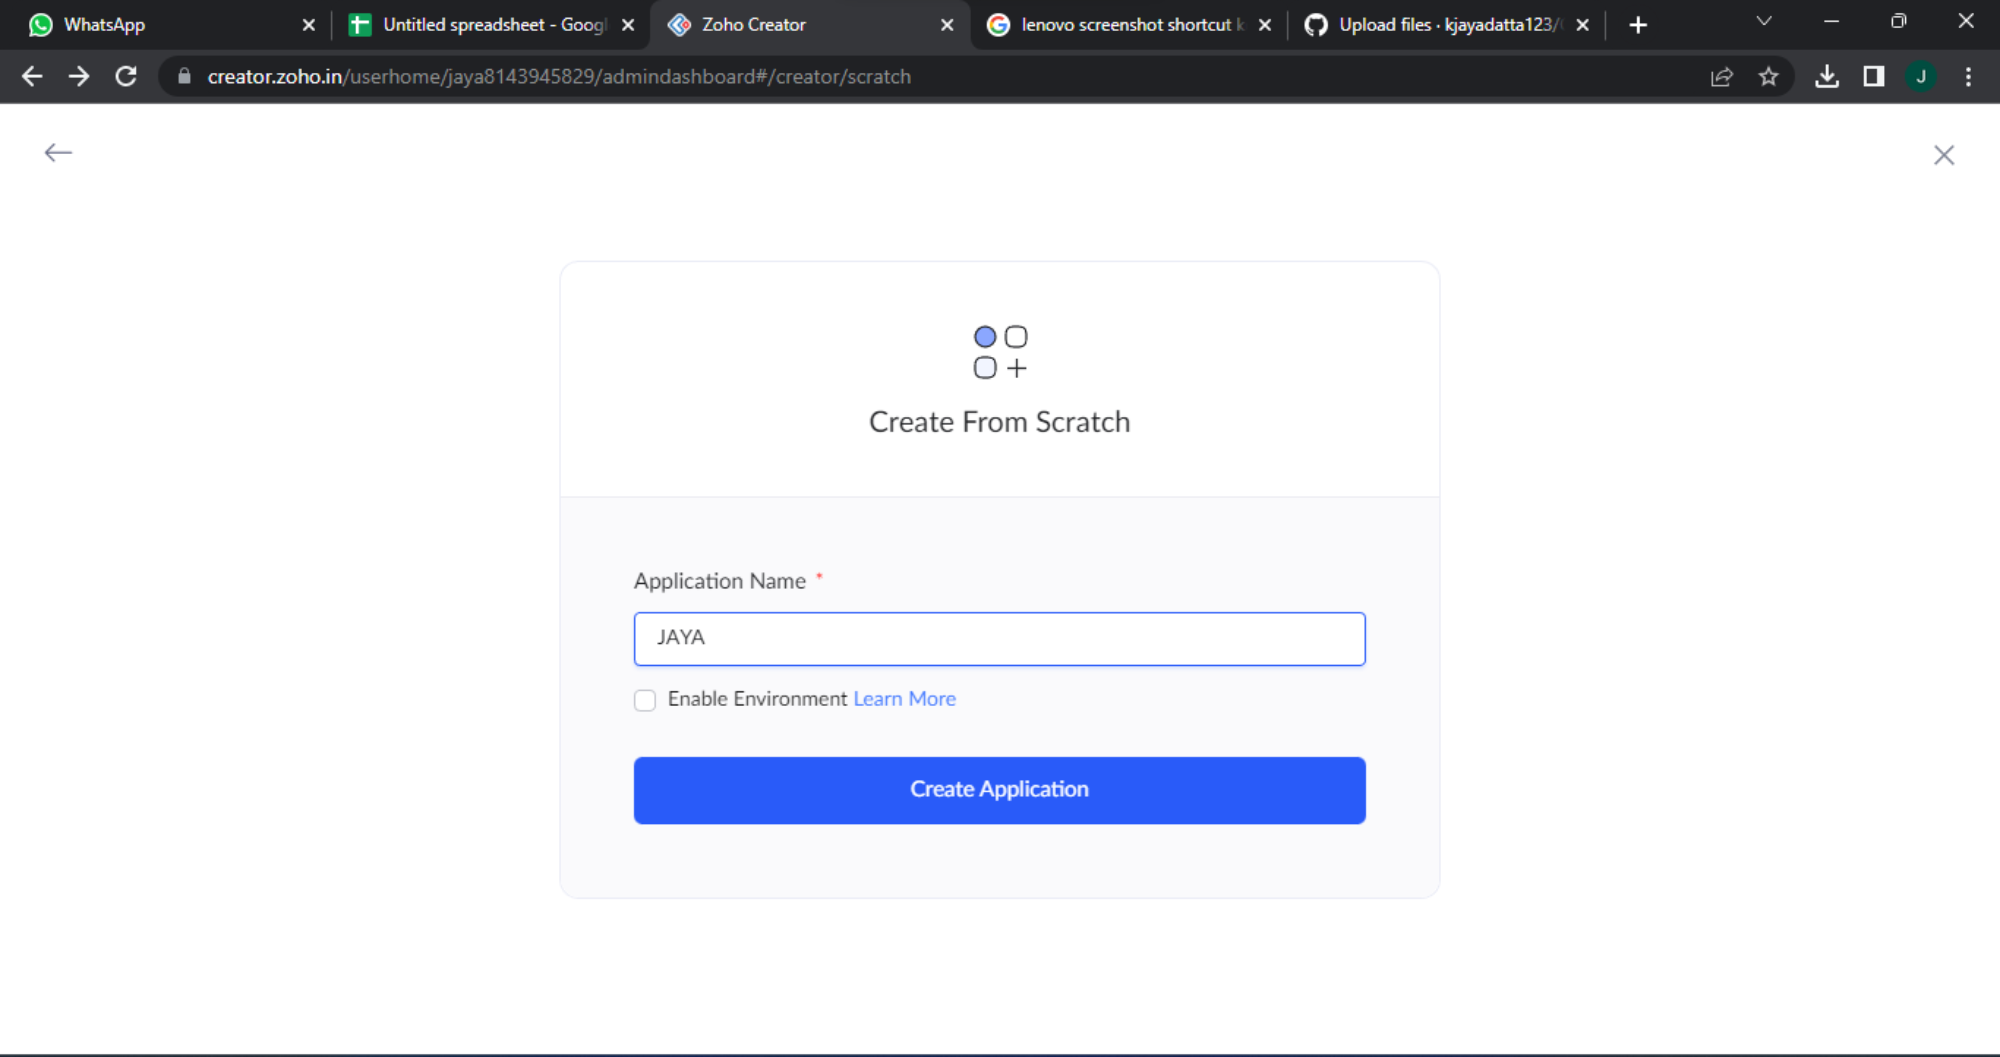 WhatsApp
Untitled spreadsheet - Googl
Zoho Creator
lenovo screenshot shortcut k
Upload files · kjayadatta123/
creator.zoho.in/userhome/jaya8143945829/admindashboard#/creator/scratch
J
Create From Scratch
Application Name *
JAYA
Enable Environment Learn More
Create Application